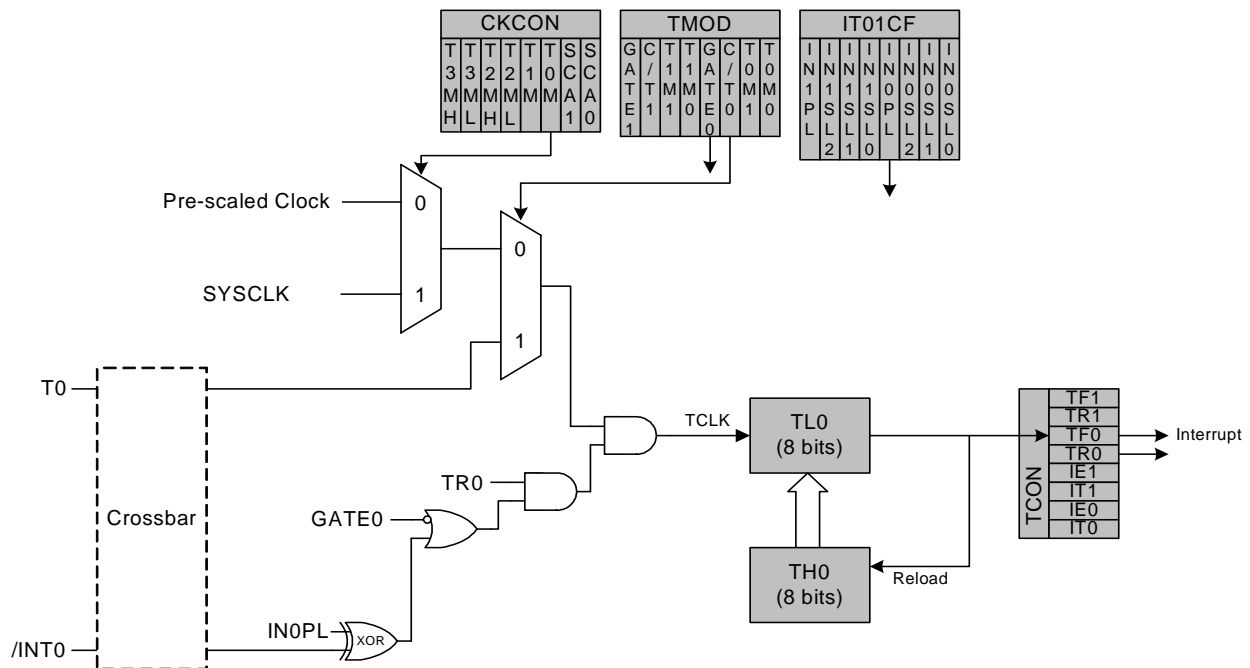 CKCON
T3MH
T3ML
T2MH
T2ML
T1M
T0M
SCA1
SCA0
TMOD
GATE1
C/T1
T1M1
T1M0
GATE0
C/T0
T0M1
T0M0
IT01CF
IN1PL
IN1SL2
IN1SL1
IN1SL0
IN0PL
IN0SL2
IN0SL1
IN0SL0
Pre-scaled Clock
0
SYSCLK
1
0
1
T0
Crossbar
/INT0
GATE0
TR0
IN0PL
XOR
TCLK
TL0
(8 bits)
TH0
(8 bits)
Reload
TCON
TF1
TR1
TF0
TR0
IE1
IT1
IE0
IT0
Interrupt